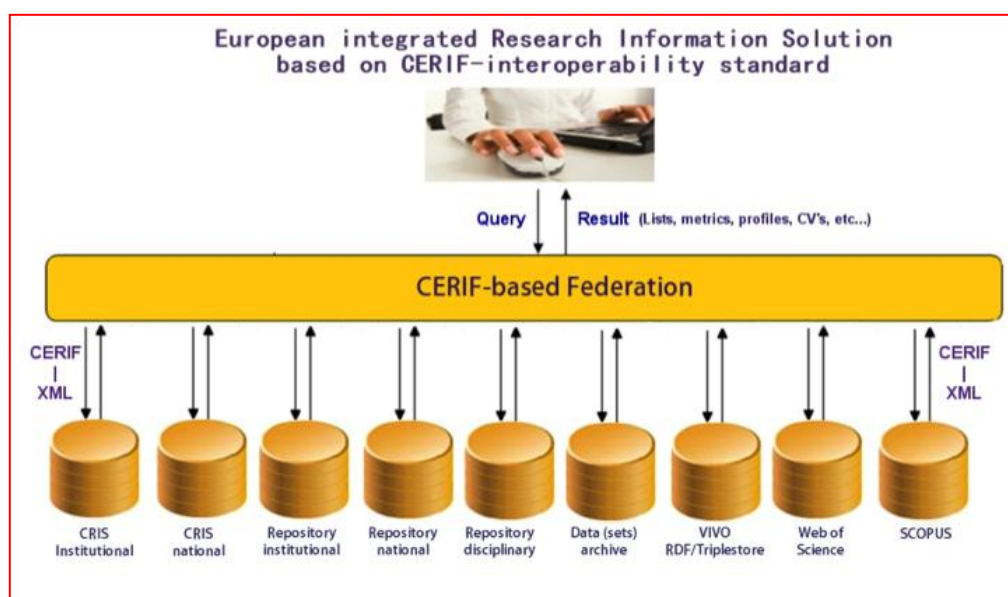 European integrated Research Information Solution
based on CERIF-interoperability standard
Query
Result (Lists, metrics, profiles, CV's, etc...)
CERIF-based Federation
CERIF
|
XML
CERIF
|
XML
CRIS
Institutional
CRIS
national
Repository
institutional
Repository
national
Repository
disciplinary
Data (sets)
archive
VIVO
RDF/Triplestore
Web of
Science
SCOPUS